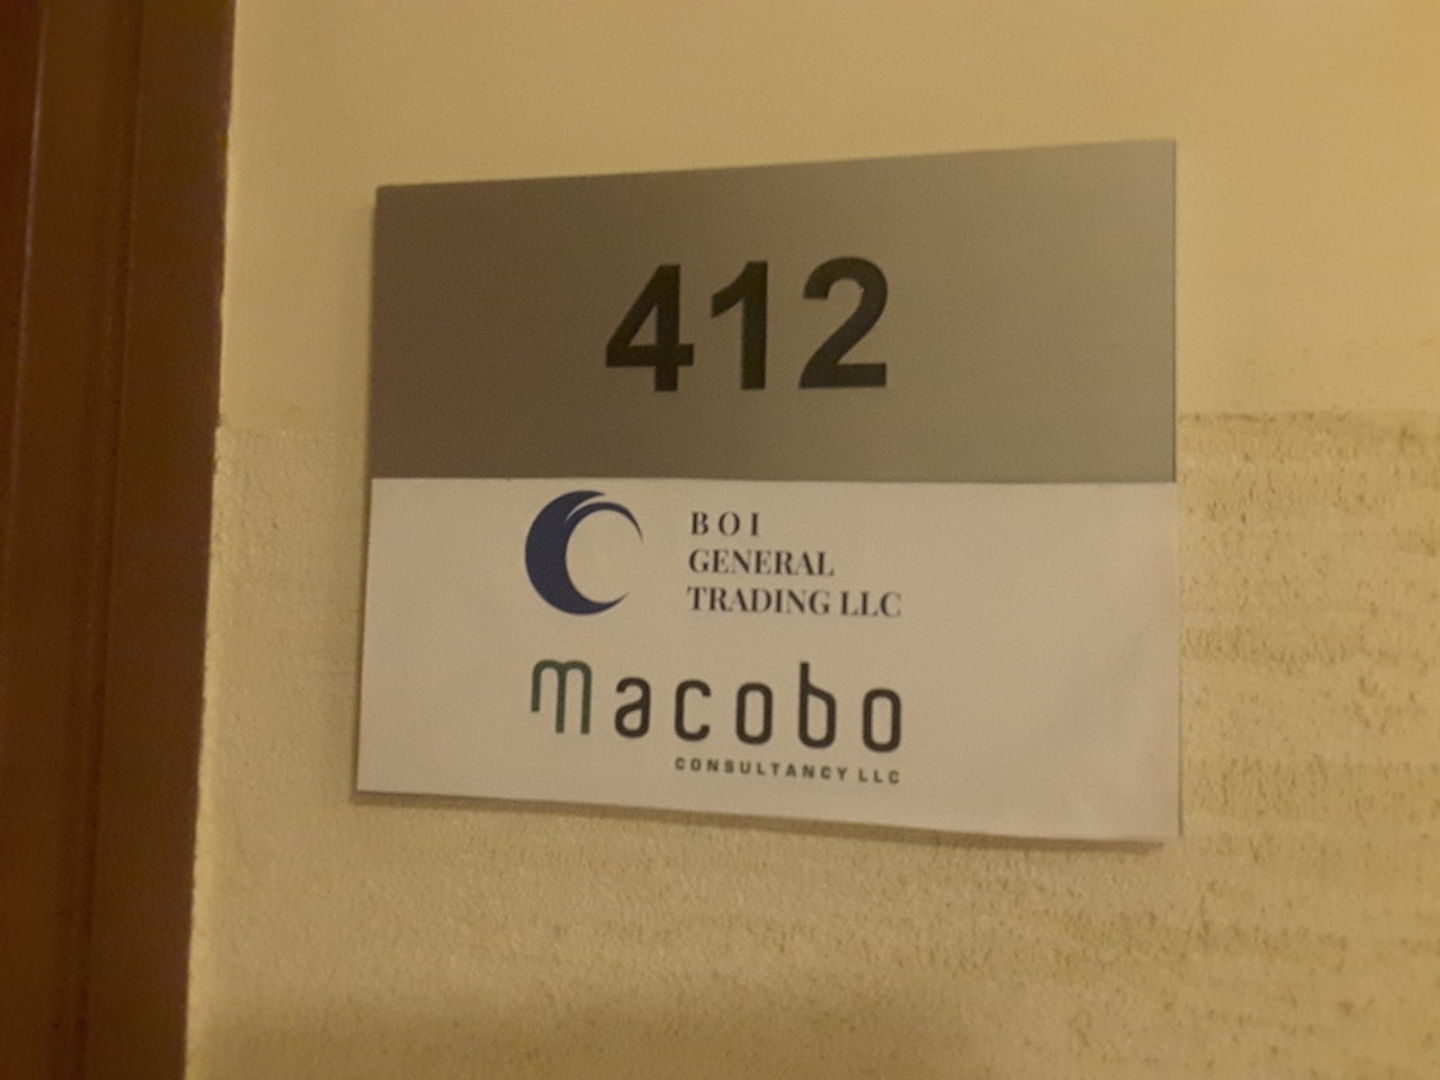 412
BOI
GENERAL
TRADING LLC
macobo
CONSULTANCY LLC